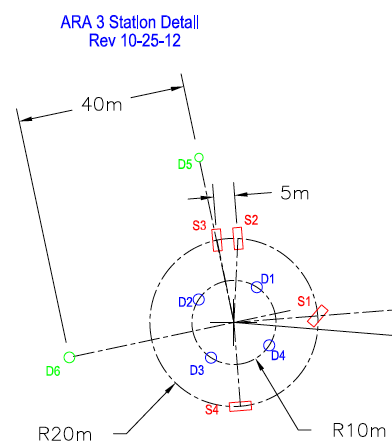 ARA 3 Station Detail
Rev 10-25-12
40m
D5
5m
S3
S2
D1
D2
S1
D6
D3
D4
S4
R20m
R10m